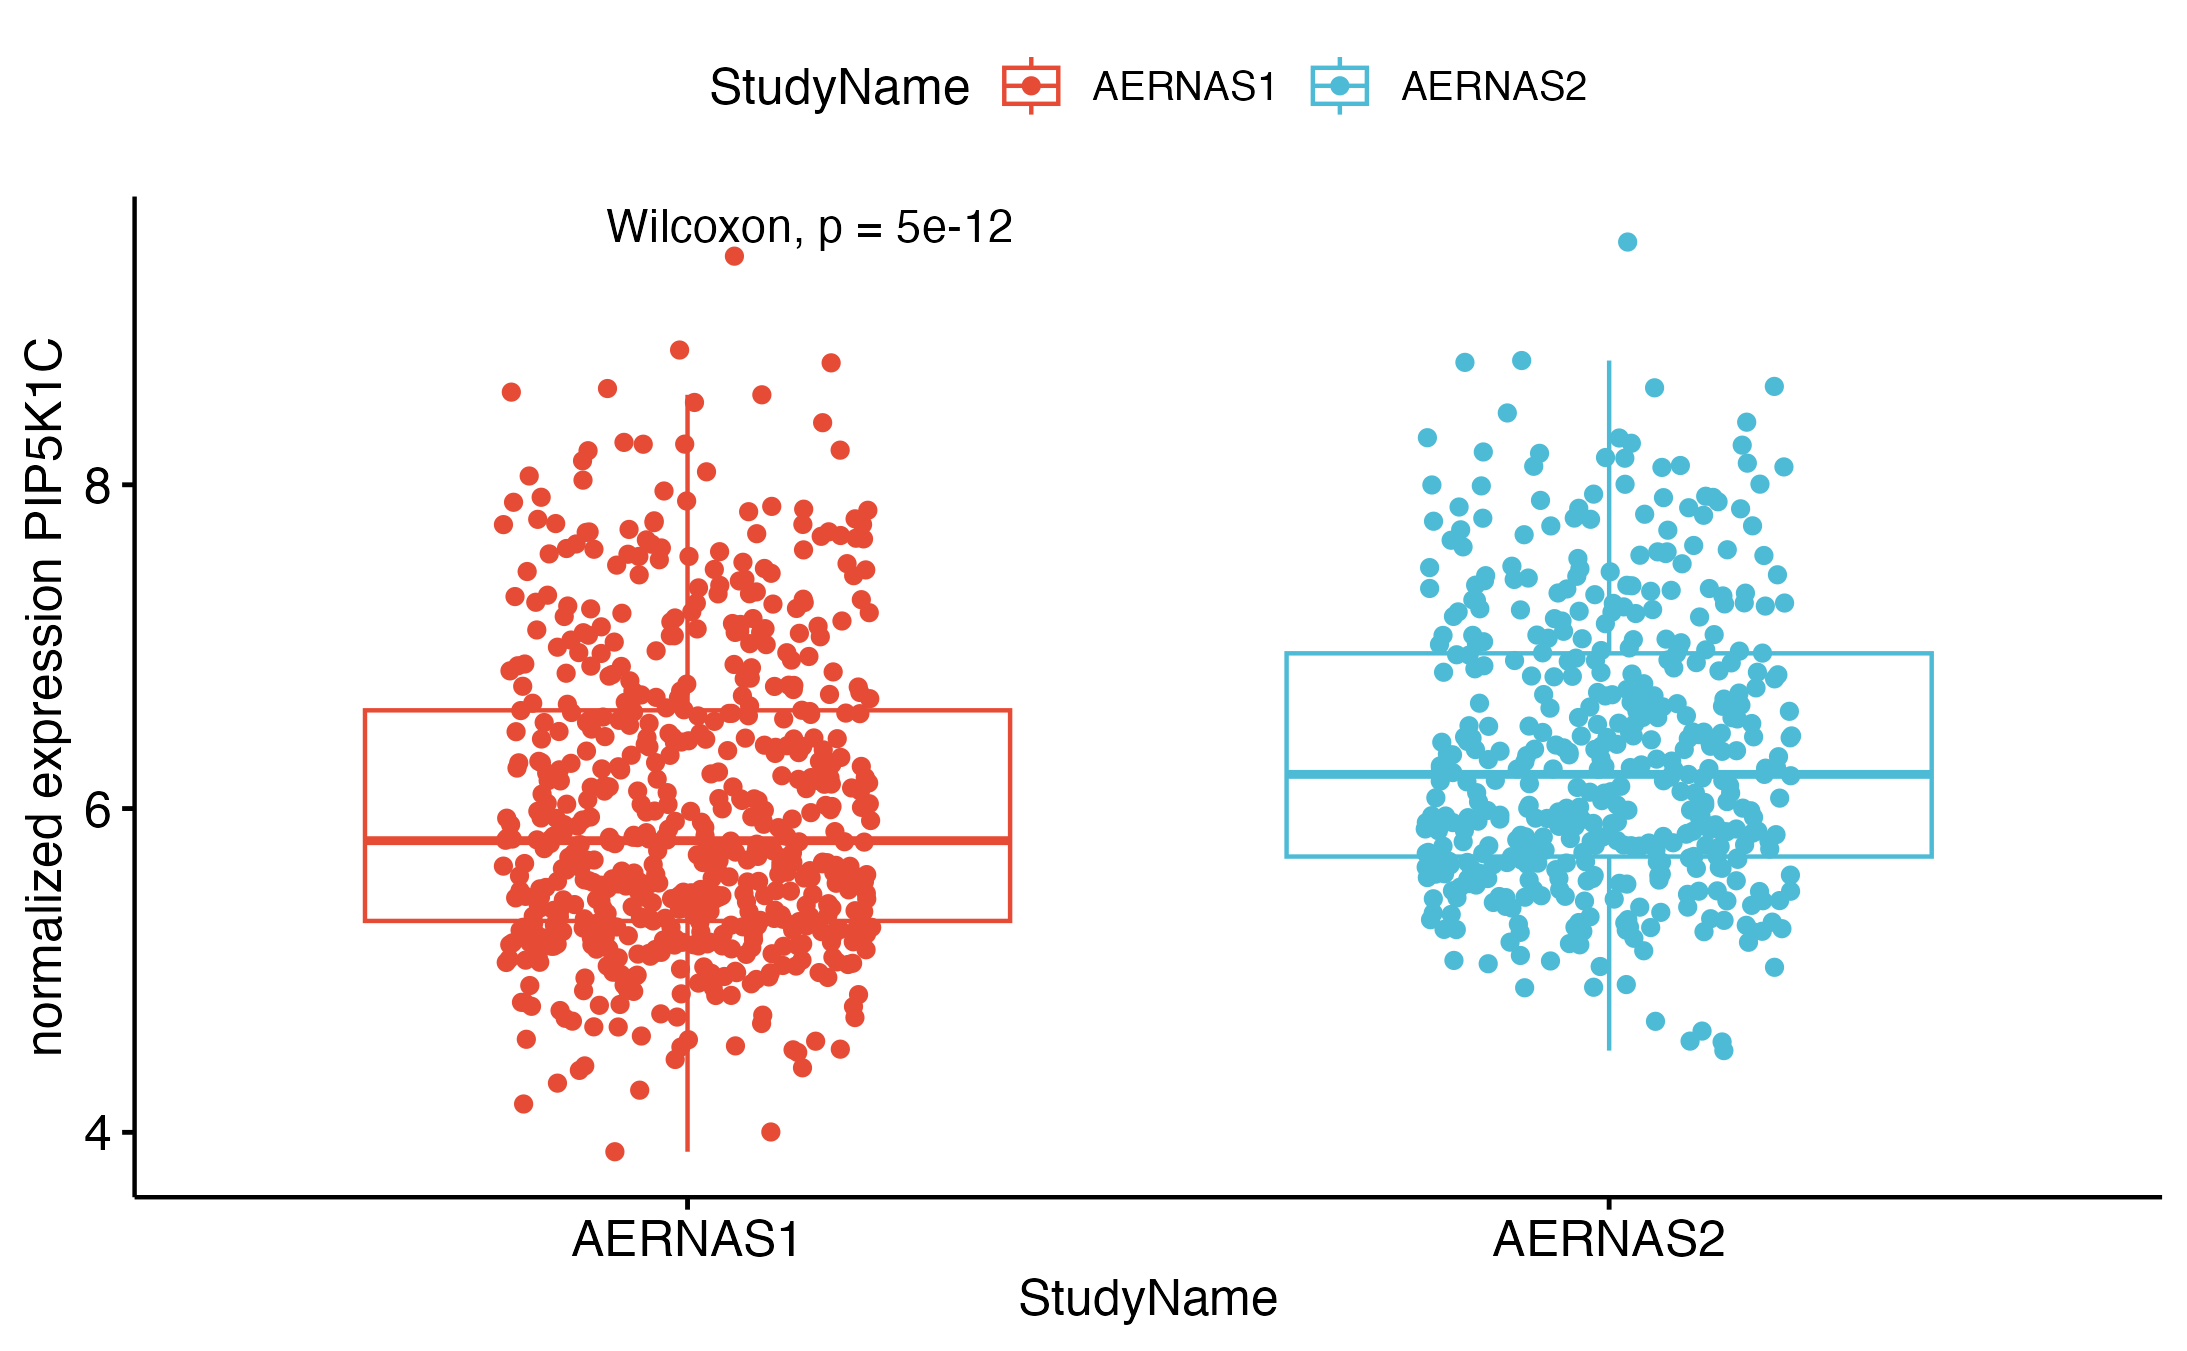 StudyName AERNAS1 AERNAS2
Wilcoxon, p = 5e-12
normalized expression PIP5K1C
8
6
4
AERNAS1 AERNAS2
StudyName